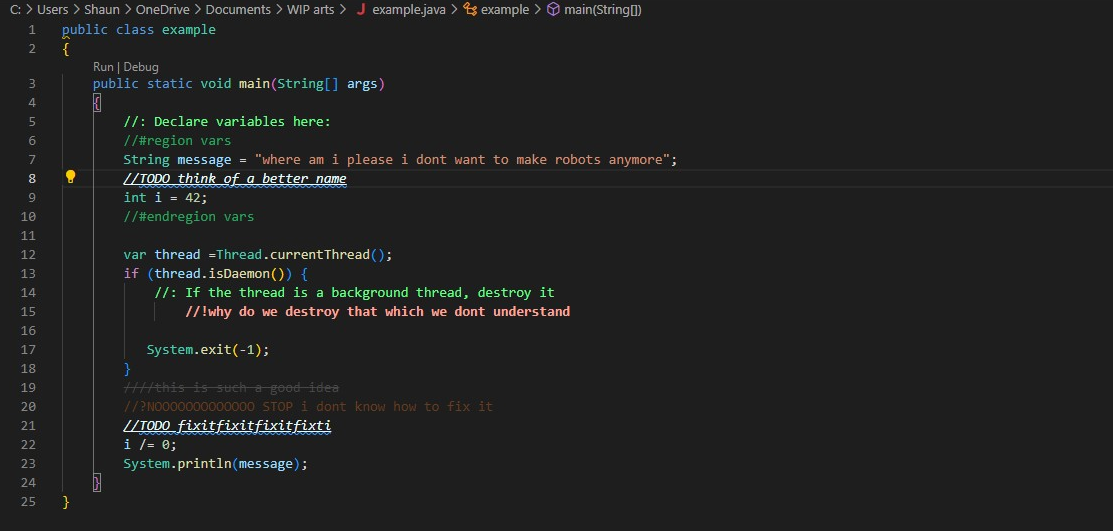 C: > Users > Shaun > OneDrive > Documents > WIP arts > J example.java > example > main(String[])
1 public class example
2 {
Run | Debug
3 public static void main(String[] args)
4 {
5 //: Declare variables here:
6 //#region vars
7 String message = "where am i please i dont want to make robots anymore";
8 //TODO think of a better name
9 int i = 42;
10 //#endregion vars
11
12 var thread =Thread.currentThread();
13 if (thread.isDaemon()) {
14 //: If the thread is a background thread, destroy it
15 //!why do we destroy that which we dont understand
16
17 System.exit(-1);
18 }
19 ////this is such a good idea
20 //?NOOOOOOOOOOOOO STOP i dont know how to fix it
21 //TODO fixitfixitfixitfixti
22 i /= 0;
23 System.println(message);
24 }
25 }